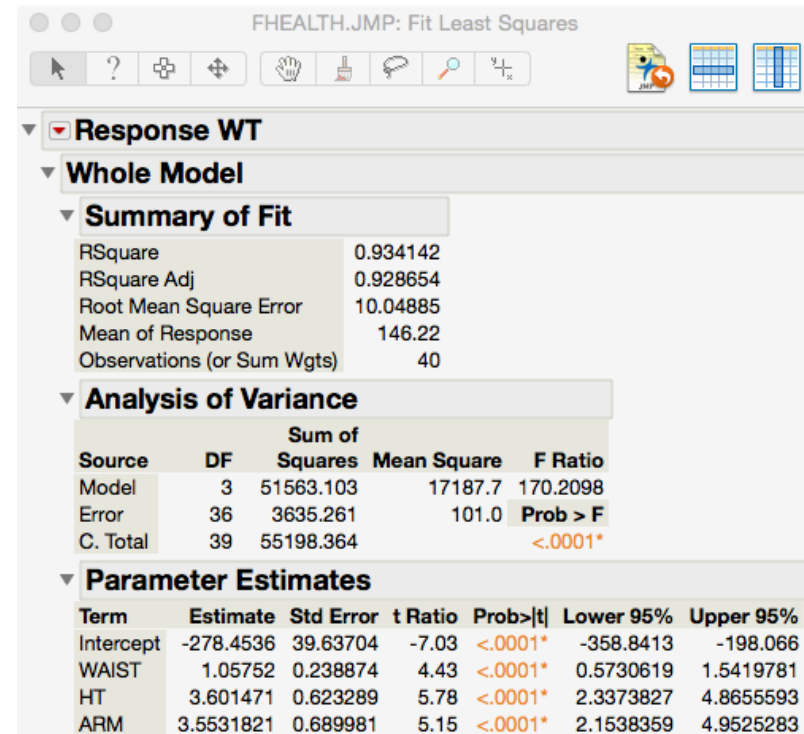 FHEALTH.JMP: Fit Least Squares
Response WT
Whole Model
Summary of Fit
RSquare 0.934142
RSquare Adj 0.928654
Root Mean Square Error 10.04885
Mean of Response 146.22
Observations (or Sum Wgts) 40
Analysis of Variance
Sum of
Source DF Squares Mean Square F Ratio
Model 3 51563.103 17187.7 170.2098
Error 36 3635.261 101.0 Prob > F
C. Total 39 55198.364 <.0001*
Parameter Estimates
Term Estimate Std Error t Ratio Prob>|t| Lower 95% Upper 95%
Intercept -278.4536 39.63704 -7.03 <.0001* -358.8413 -198.066
WAIST 1.05752 0.238874 4.43 <.0001* 0.5730619 1.5419781
HT 3.601471 0.623289 5.78 <.0001* 2.3373827 4.8655593
ARM 3.5531821 0.689981 5.15 <.0001* 2.1538359 4.9525283